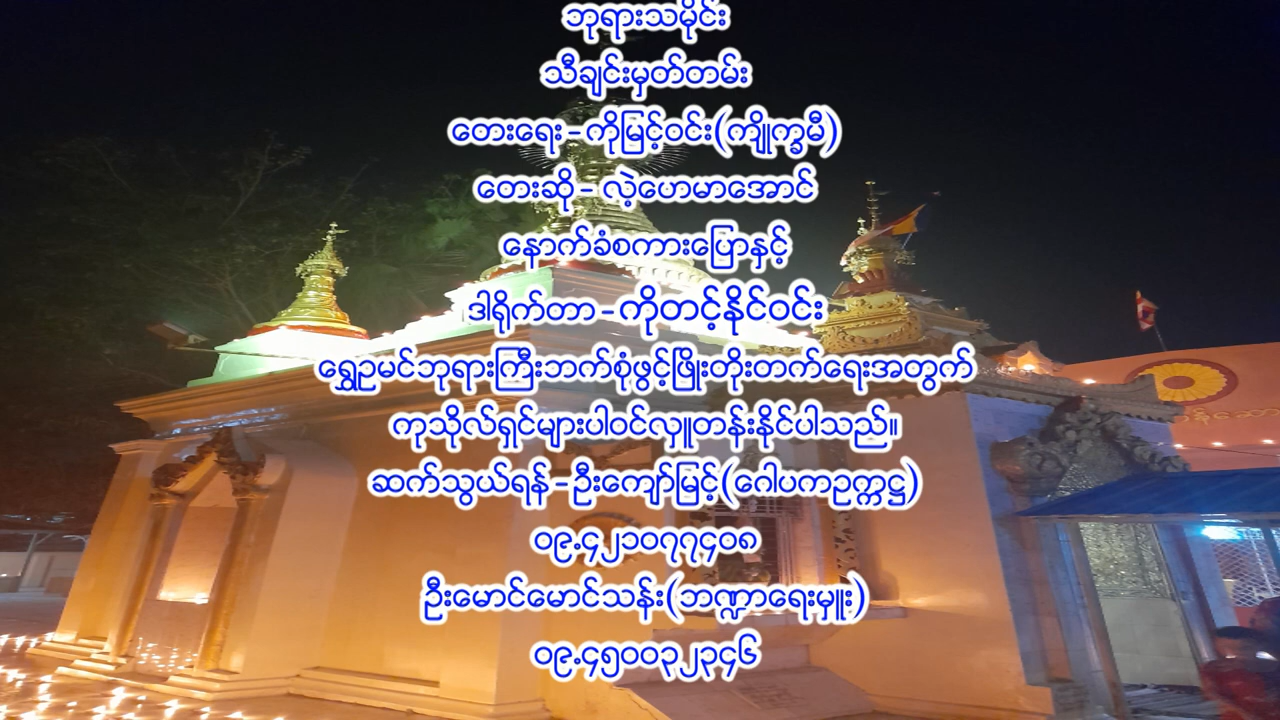 ဘုရားသမိုင်း
သီချင်းမှတ်တမ်း
တေးရေး-ကိုမြင့်ဝင်း(ကျိုက္ခမီ)
တေးဆို- လဲ့ဟေမာအောင်
နောက်ခံစကားပြောနှင့်
ဒါရိုက်တာ-ကိုတင့်နိုင်ဝင်း
ရွှေဥမင်ဘုရားကြီးဘက်စုံဖွင့်ဖြိုးတိုးတက်ရေးအတွက်
ကုသိုလ်ရှင်များပါဝင်လှူတန်းနိုင်ပါသည်။
ဆက်သွယ်ရန်-ဦးကျော်မြင့်(ဂေါပကဥက္ကဋ္ဌ)
၀၉.၄၂၁၀၇၇၄၀၈
ဦးမောင်မောင်သန်း(ဘဏ္ဍာရေးမှူး)
၀၉.၄၅၀၀၃၂၃၄၆